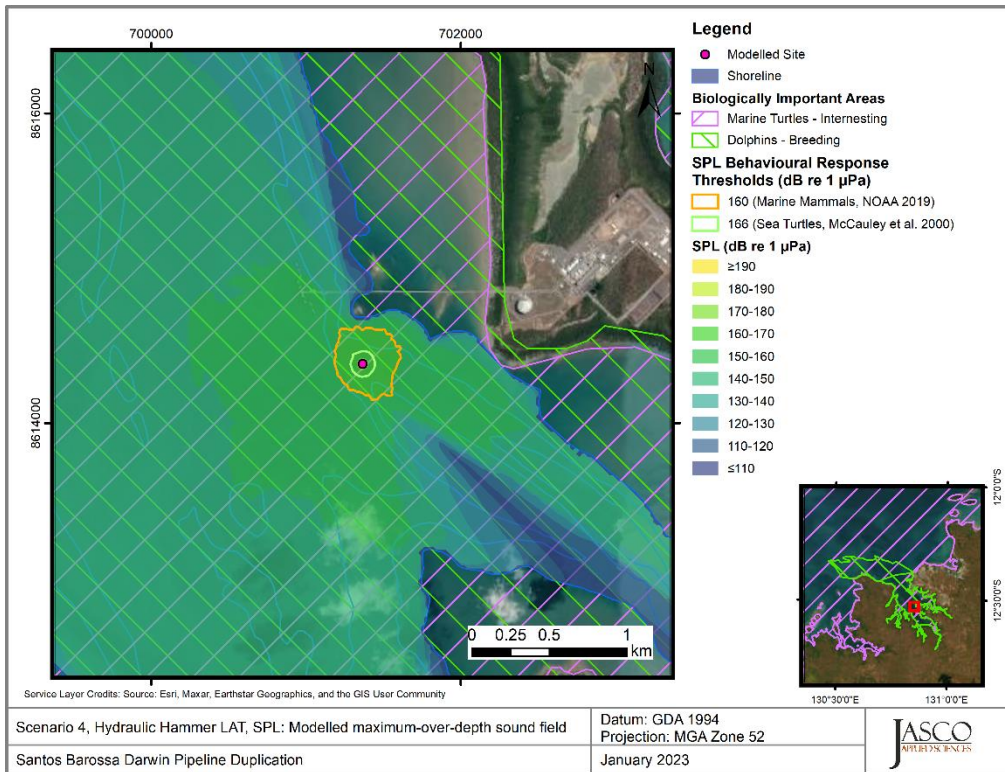 700000
702000
8616000
8614000
N
0 0.25 0.5 1
km
Legend
Modelled Site
Shoreline
Biologically Important Areas
Marine Turtles - Internesting
Dolphins - Breeding
SPL Behavioural Response
Thresholds (dB re 1 µPa)
160 (Marine Mammals, NOAA 2019)
166 (Sea Turtles, McCauley et al. 2000)
SPL (dB re 1 µPa)
≥190
180-190
170-180
160-170
150-160
140-150
130-140
120-130
110-120
≤110
12°0'0"S
12°30'0"S
130°30'0"E
131°0'0"E
Service Layer Credits: Source: Esri, Maxar, Earthstar Geographics, and the GIS User Community
Scenario 4, Hydraulic Hammer LAT, SPL: Modelled maximum-over-depth sound field
Datum: GDA 1994
Projection: MGA Zone 52
Santos Barossa Darwin Pipeline Duplication
January 2023
JASCO
APPLIED SCIENCES